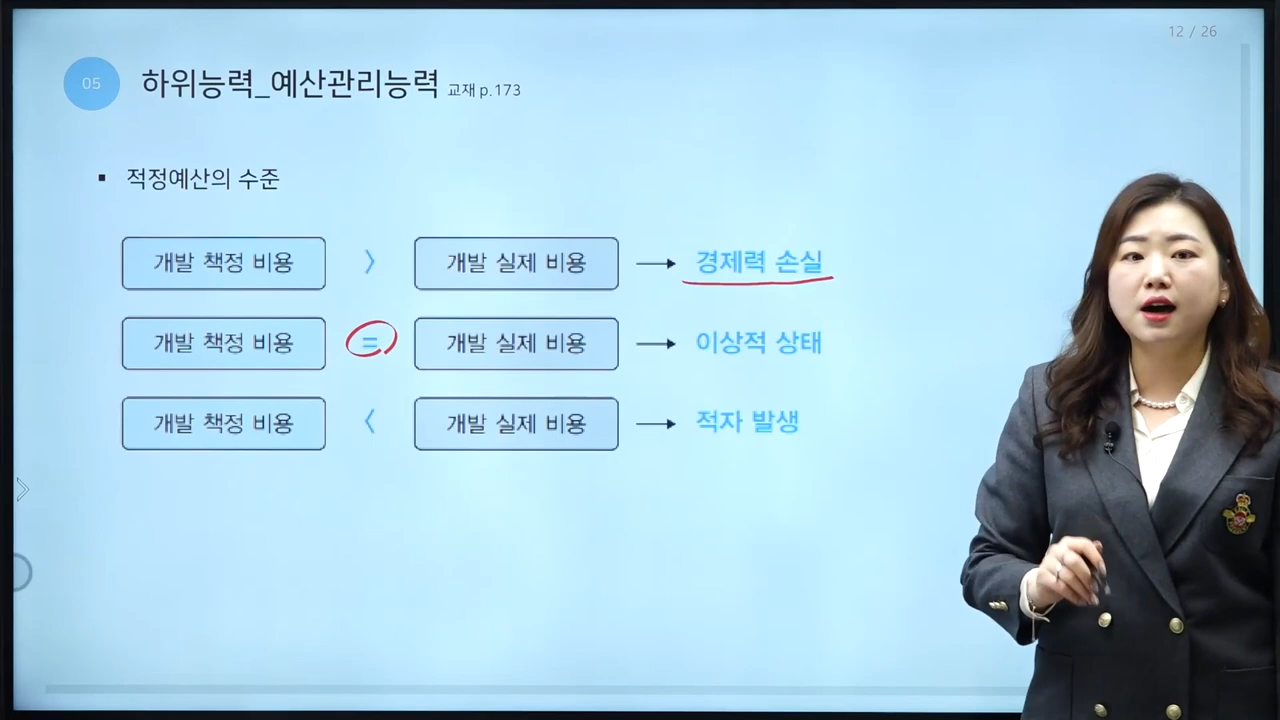 12 / 26
05
하위능력_예산관리능력 교재 p.173
▪ 적정예산의 수준
개발 책정 비용 > 개발 실제 비용 → 경제력 손실
개발 책정 비용 = 개발 실제 비용 → 이상적 상태
개발 책정 비용 < 개발 실제 비용 → 적자 발생